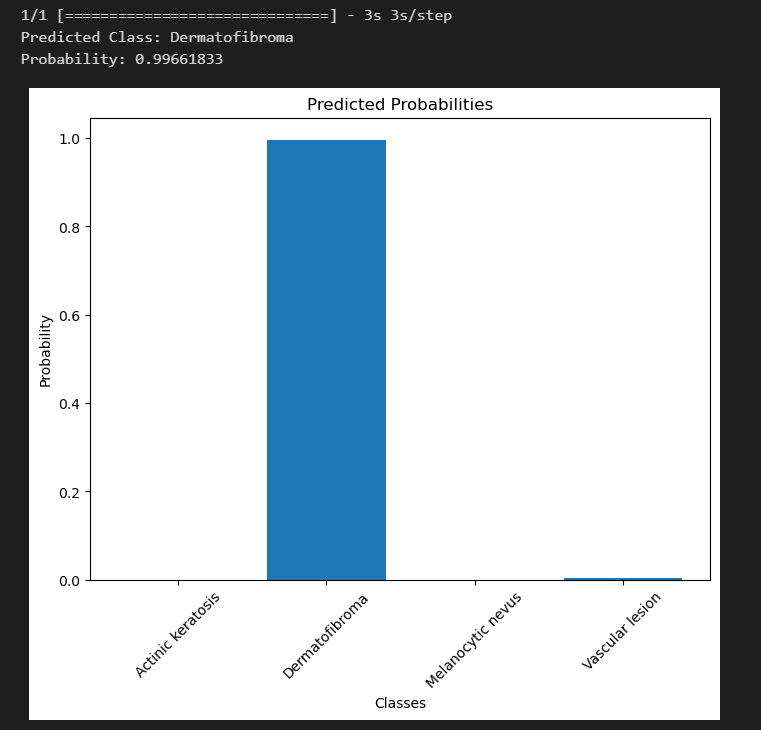 1/1 [==============================] - 3s 3s/step
Predicted Class: Dermatofibroma
Probability: 0.99661833
Predicted Probabilities
1.0
0.8
0.6
0.4
0.2
0.0
Probability
Actinic keratosis
Dermatofibroma
Melanocytic nevus
Vascular lesion
Classes